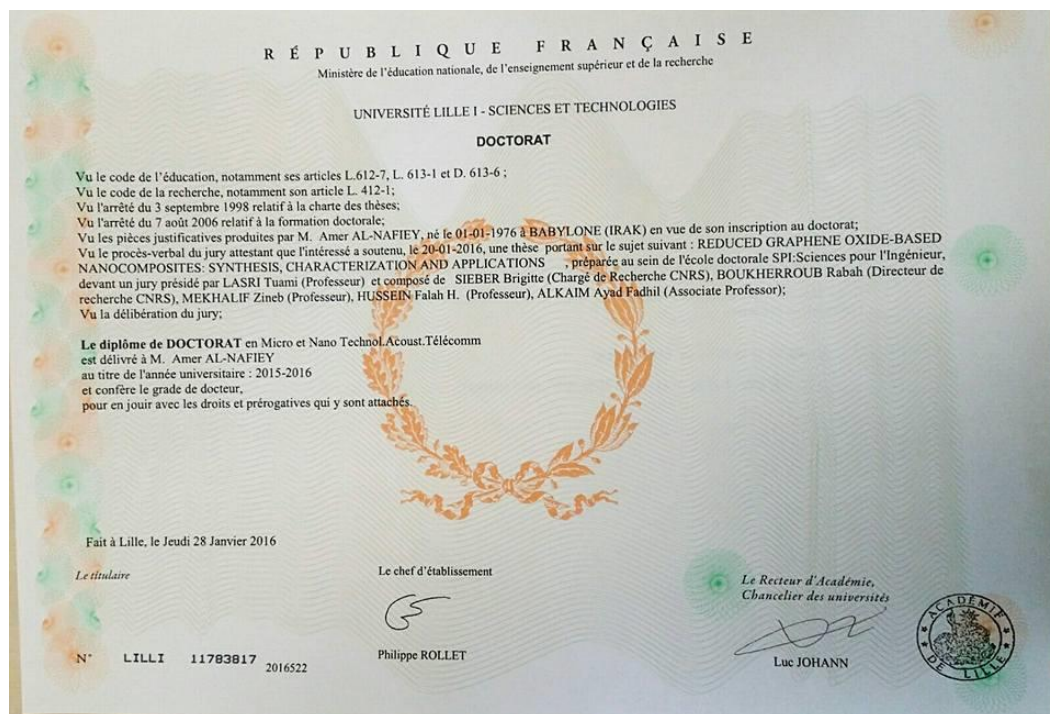 RÉPUBLIQUE FRANÇAISE
Ministère de l'éducation nationale, de l'enseignement supérieur et de la recherche
UNIVERSITÉ LILLE I - SCIENCES ET TECHNOLOGIES
DOCTORAT
Vu le code de l'éducation, notamment ses articles L.612-7, L. 613-1 et D. 613-6 ;
Vu le code de la recherche, notamment son article L. 412-1;
Vu l'arrêté du 3 septembre 1998 relatif à la charte des thèses;
Vu l'arrêté du 7 août 2006 relatif à la formation doctorale;
Vu les pièces justificatives produites par M. Amer AL-NAFIEY, né le 01-01-1976 à BABYLONE (IRAK) en vue de son inscription au doctorat;
Vu le procès-verbal du jury attestant que l'intéressé a soutenu, le 20-01-2016, une thèse portant sur le sujet suivant : REDUCED GRAPHENE OXIDE-BASED
NANOCOMPOSITES: SYNTHESIS, CHARACTERIZATION AND APPLICATIONS , préparée au sein de l'école doctorale SPI:Sciences pour l'Ingénieur,
devant un jury présidé par LASRI Tuami (Professeur) et composé de SIEBER Brigitte (Chargé de Recherche CNRS), BOUKHERROUB Rabah (Directeur de
recherche CNRS), MEKHALIF Zineb (Professeur), HUSSEIN Falah H. (Professeur), ALKAIM Ayad Fadhil (Associate Professor);
Vu la délibération du jury;
Le diplôme de DOCTORAT en Micro et Nano Technol.Acoust.Télécomm
est délivré à M. Amer AL-NAFIEY
au titre de l'année universitaire : 2015-2016
et confère le grade de docteur,
pour en jouir avec les droits et prérogatives qui y sont attachés.
Fait à Lille, le Jeudi 28 Janvier 2016
Le titulaire
Le chef d'établissement
Le Recteur d'Académie,
Chancelier des universités
N° LILLI 11783817 2016522
Philippe ROLLET
Luc JOHANN
ACADÉMIE DE LILLE